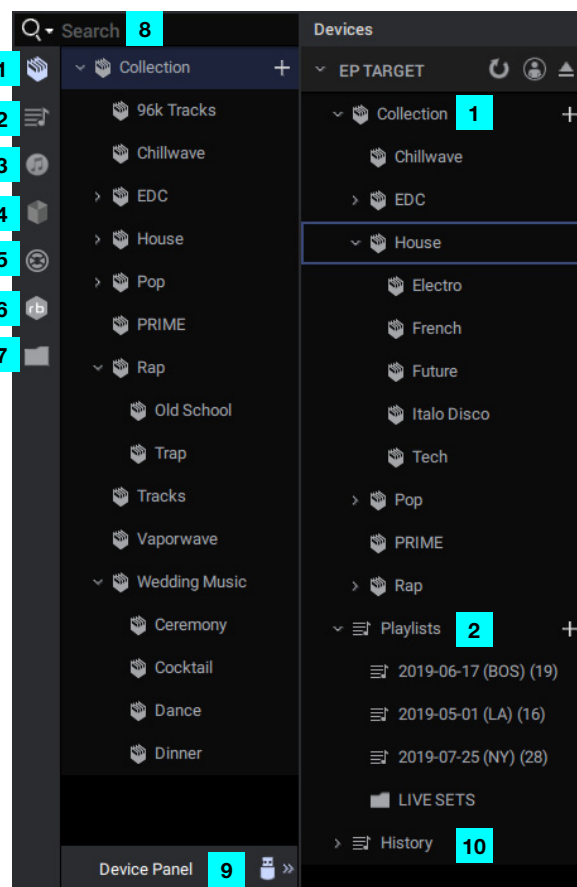 Search 8
1
2
3
4
5
6
7
Collection
96k Tracks
Chillwave
EDC
House
Pop
PRIME
Rap
Old School
Trap
Tracks
Vaporwave
Wedding Music
Ceremony
Cocktail
Dance
Dinner
Device Panel 9
Devices
EP TARGET
Collection 1
Chillwave
EDC
House
Electro
French
Future
Italo Disco
Tech
Pop
PRIME
Rap
Playlists 2
2019-06-17 (BOS) (19)
2019-05-01 (LA) (16)
2019-07-25 (NY) (28)
LIVE SETS
History 10